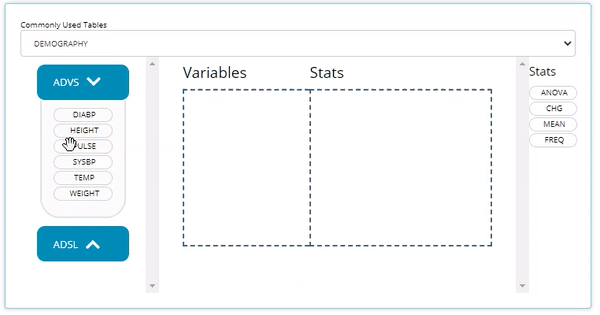 Commonly Used Tables
DEMOGRAPHY
ADVS
DIABP
HEIGHT
ULSE
SYSBP
TEMP
WEIGHT
ADSL
Variables Stats
Stats
ANOVA
CHG
MEAN
FREQ